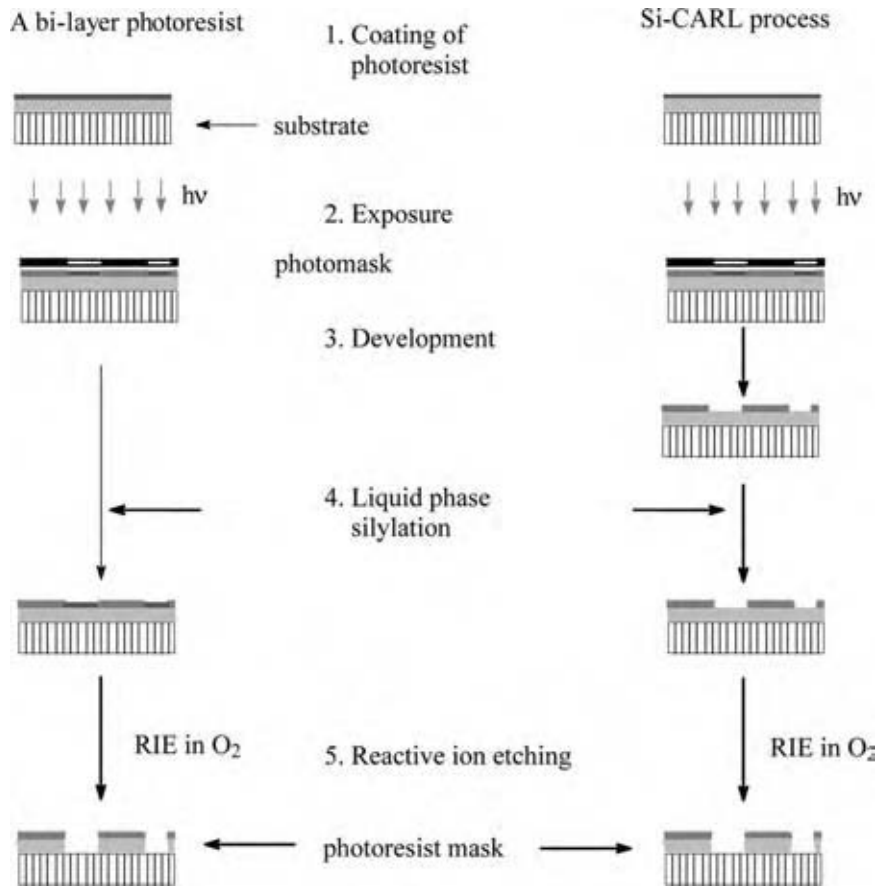 A bi-layer photoresist
1. Coating of
photoresist
Si-CARL process
substrate
hν
2. Exposure
hν
photomask
3. Development
4. Liquid phase
silylation
RIE in O₂
5. Reactive ion etching
RIE in O₂
photoresist mask